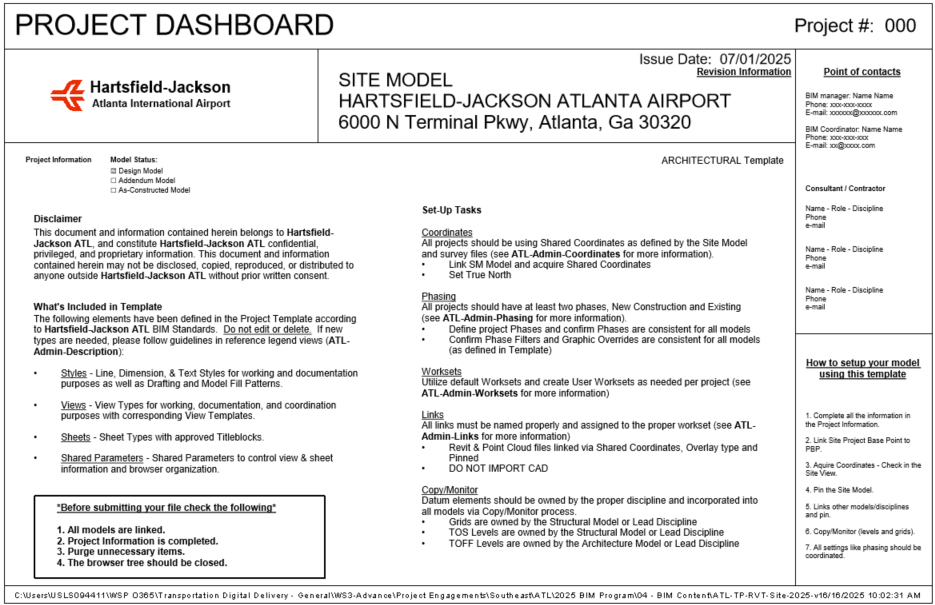 PROJECT DASHBOARD
Project #: 000
Hartsfield-Jackson
Atlanta International Airport
Issue Date: 07/01/2025
Revision Information
SITE MODEL
HARTSFIELD-JACKSON ATLANTA AIRPORT
6000 N Terminal Pkwy, Atlanta, Ga 30320
Project Information
Model Status:
☒ Design Model
☐ Addendum Model
☐ As-Constructed Model
ARCHITECTURAL Template
Disclaimer
This document and information contained herein belongs to Hartsfield-
Jackson ATL, and constitute Hartsfield-Jackson ATL confidential,
privileged, and proprietary information. This document and information
contained herein may not be disclosed, copied, reproduced, or distributed to
anyone outside Hartsfield-Jackson ATL without prior written consent.
What's Included in Template
The following elements have been defined in the Project Template according
to Hartsfield-Jackson ATL BIM Standards. Do not edit or delete. If new
types are needed, please follow guidelines in reference legend views (ATL-
Admin-Description):
• Styles - Line, Dimension, & Text Styles for working and documentation
purposes as well as Drafting and Model Fill Patterns.
• Views - View Types for working, documentation, and coordination
purposes with corresponding View Templates.
• Sheets - Sheet Types with approved Titleblocks.
• Shared Parameters - Shared Parameters to control view & sheet
information and browser organization.
*Before submitting your file check the following*
1. All models are linked.
2. Project Information is completed.
3. Purge unnecessary items.
4. The browser tree should be closed.
Set-Up Tasks
Coordinates
All projects should be using Shared Coordinates as defined by the Site Model
and survey files (see ATL-Admin-Coordinates for more information).
• Link SM Model and acquire Shared Coordinates
• Set True North
Phasing
All projects should have at least two phases, New Construction and Existing
(see ATL-Admin-Phasing for more information).
• Define project Phases and confirm Phases are consistent for all models
• Confirm Phase Filters and Graphic Overrides are consistent for all models
(as defined in Template)
Worksets
Utilize default Worksets and create User Worksets as needed per project (see
ATL-Admin-Worksets for more information)
Links
All links must be named properly and assigned to the proper workset (see ATL-
Admin-Links for more information)
• Revit & Point Cloud files linked via Shared Coordinates, Overlay type and
Pinned
• DO NOT IMPORT CAD
Copy/Monitor
Datum elements should be owned by the proper discipline and incorporated into
all models via Copy/Monitor process.
• Grids are owned by the Structural Model or Lead Discipline
• TOS Levels are owned by the Structural Model or Lead Discipline
• TOFF Levels are owned by the Architecture Model or Lead Discipline
Point of contacts
BIM manager: Name Name
Phone: xxx-xxx-xxxx
E-mail: xxxxxx@xxxxxx.com
BIM Coordinator: Name Name
Phone: xxx-xxx-xxx
E-mail: xx@xxxx.com
Consultant / Contractor
Name - Role - Discipline
Phone
e-mail
Name - Role - Discipline
Phone
e-mail
Name - Role - Discipline
Phone
e-mail
How to setup your model
using this template
1. Complete all the information in
the Project Information.
2. Link Site Project Base Point to
PBP.
3. Aquire Coordinates - Check in the
Site View.
4. Pin the Site Model.
5. Links other models/disciplines
and pin.
6. Copy/Monitor (levels and grids).
7. All settings like phasing should be
coordinated.
C:\Users\USLS094411\WSP O365\Transportation Digital Delivery - General\WS3-Advance\Project Engagements\Southeast\ATL\2025 BIM Program\04 - BIM Content\ATL-TP-RVT-Site-2025-v16/16/2025 10:02:31 AM